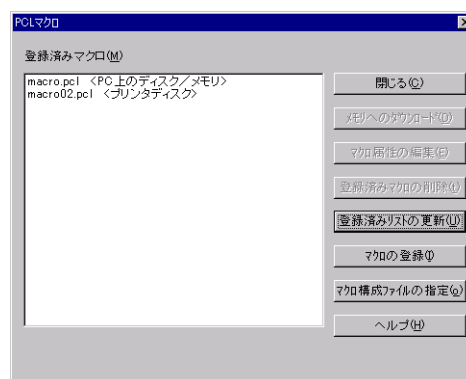 PCLマクロ
登録済みマクロ(M)
macro.pcl <PC上のディスク／メモリ>
macro02.pcl <プリンタディスク>
閉じる(C)
メモリへのダウンロード(D)
マクロ属性の編集(E)
登録済みマクロの削除(t)
登録済みリストの更新(U)
マクロの登録(I)
マクロ構成ファイルの指定(o)
ヘルプ(H)